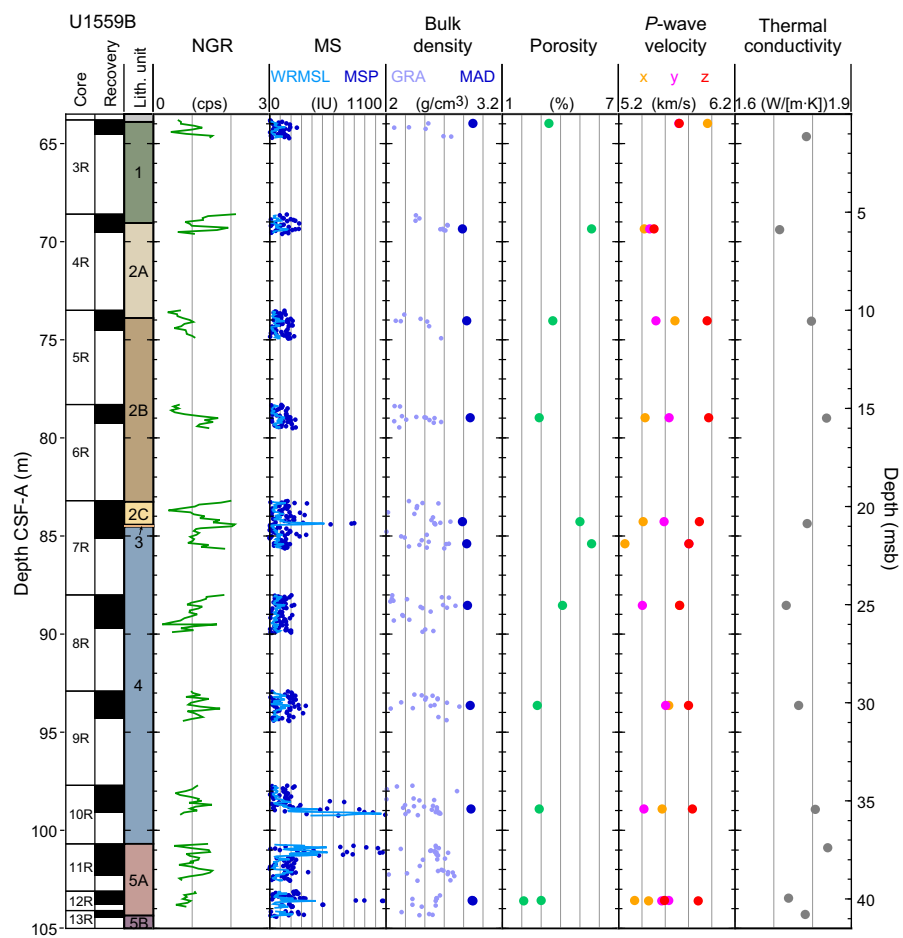 U1559B
Core
Recovery
Lith. unit
NGR
MS
Bulk density
Porosity
P-wave velocity
Thermal conductivity
WRMSL MSP
GRA MAD
x y z
0 (cps) 3
0 (IU) 1100
2 (g/cm³) 3.2
1 (%) 7
5.2 (km/s) 6.2
1.6 (W/[m·K]) 1.9
Depth CSF-A (m)
65
70
75
80
85
90
95
100
105
3R
4R
5R
6R
7R
8R
9R
10R
11R
12R
13R
1
2A
2B
2C
3
4
5A
5B
5
10
15
20
25
30
35
40
Depth (msb)